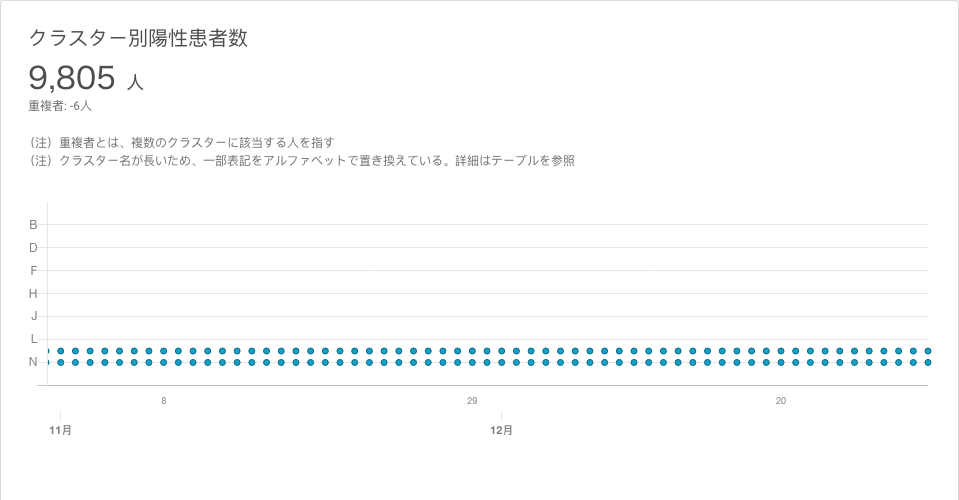 クラスター別陽性患者数
9,805 人
重複者: -6人
（注）重複者とは、複数のクラスターに該当する人を指す
（注）クラスター名が長いため、一部表記をアルファベットで置き換えている。詳細はテーブルを参照
B
D
F
H
J
L
N
8 29 20
11月 12月